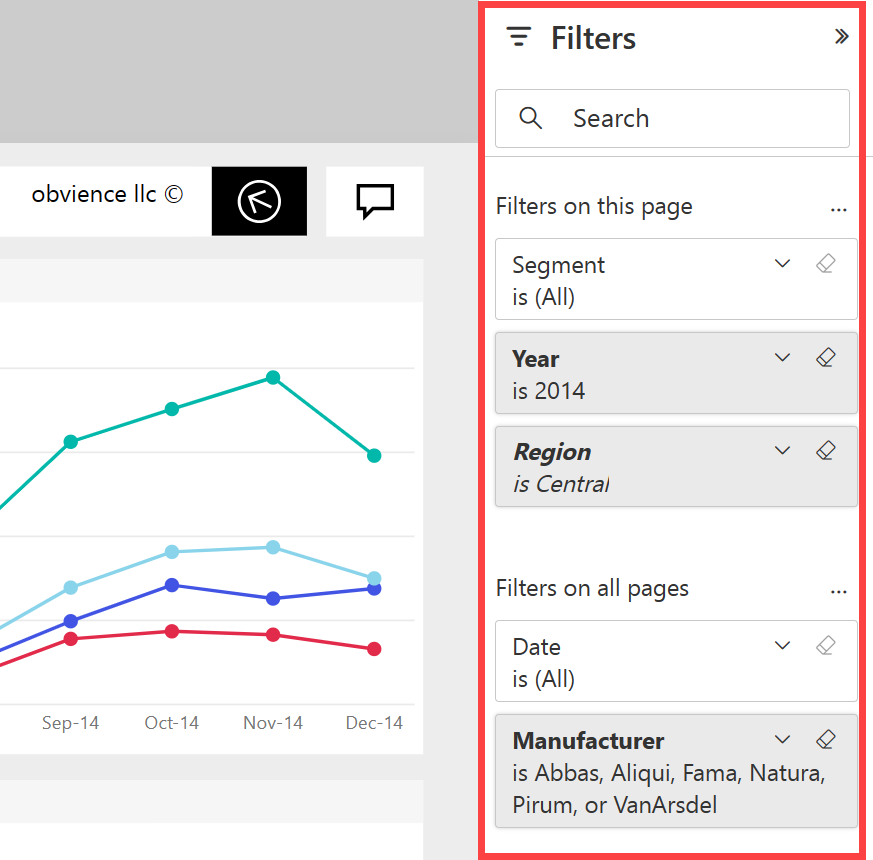 Filters
Search
obvience llc ©
Filters on this page
...
Segment
is (All)
Year
is 2014
Region
is Central
Sep-14 Oct-14 Nov-14 Dec-14
Filters on all pages
...
Date
is (All)
Manufacturer
is Abbas, Aliqui, Fama, Natura,
Pirum, or VanArsdel